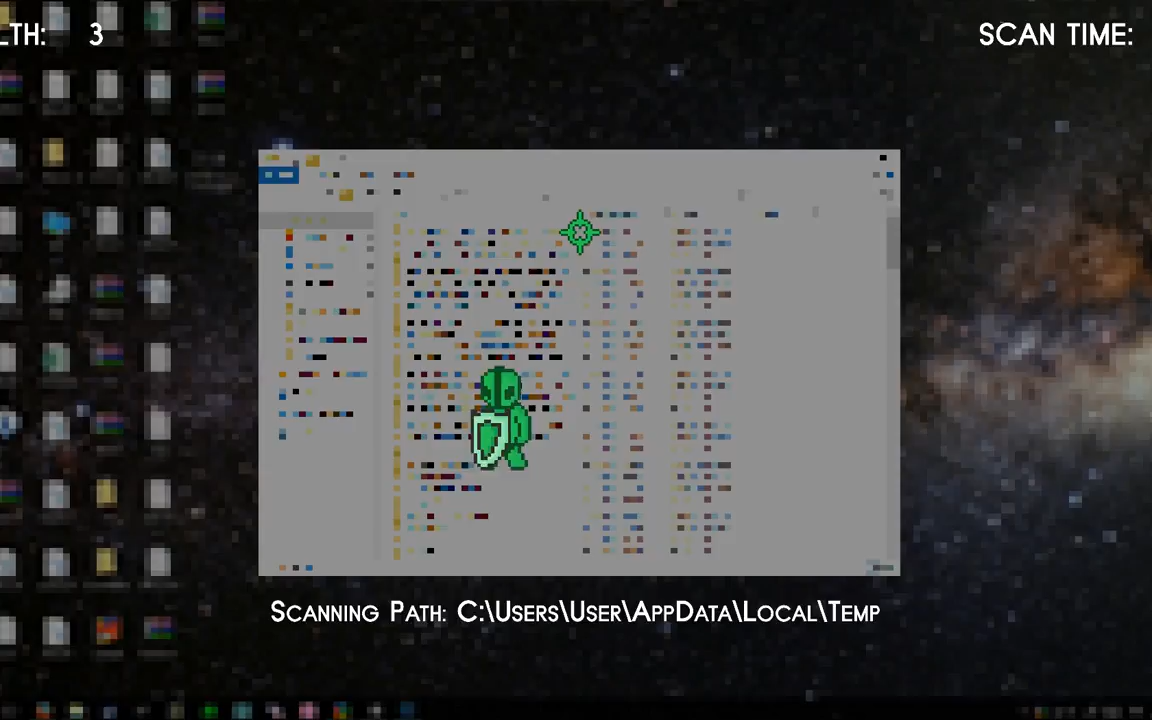 LTH: 3
SCAN TIME:
SCANNING PATH: C:\USERS\USER\APPDATA\LOCAL\TEMP